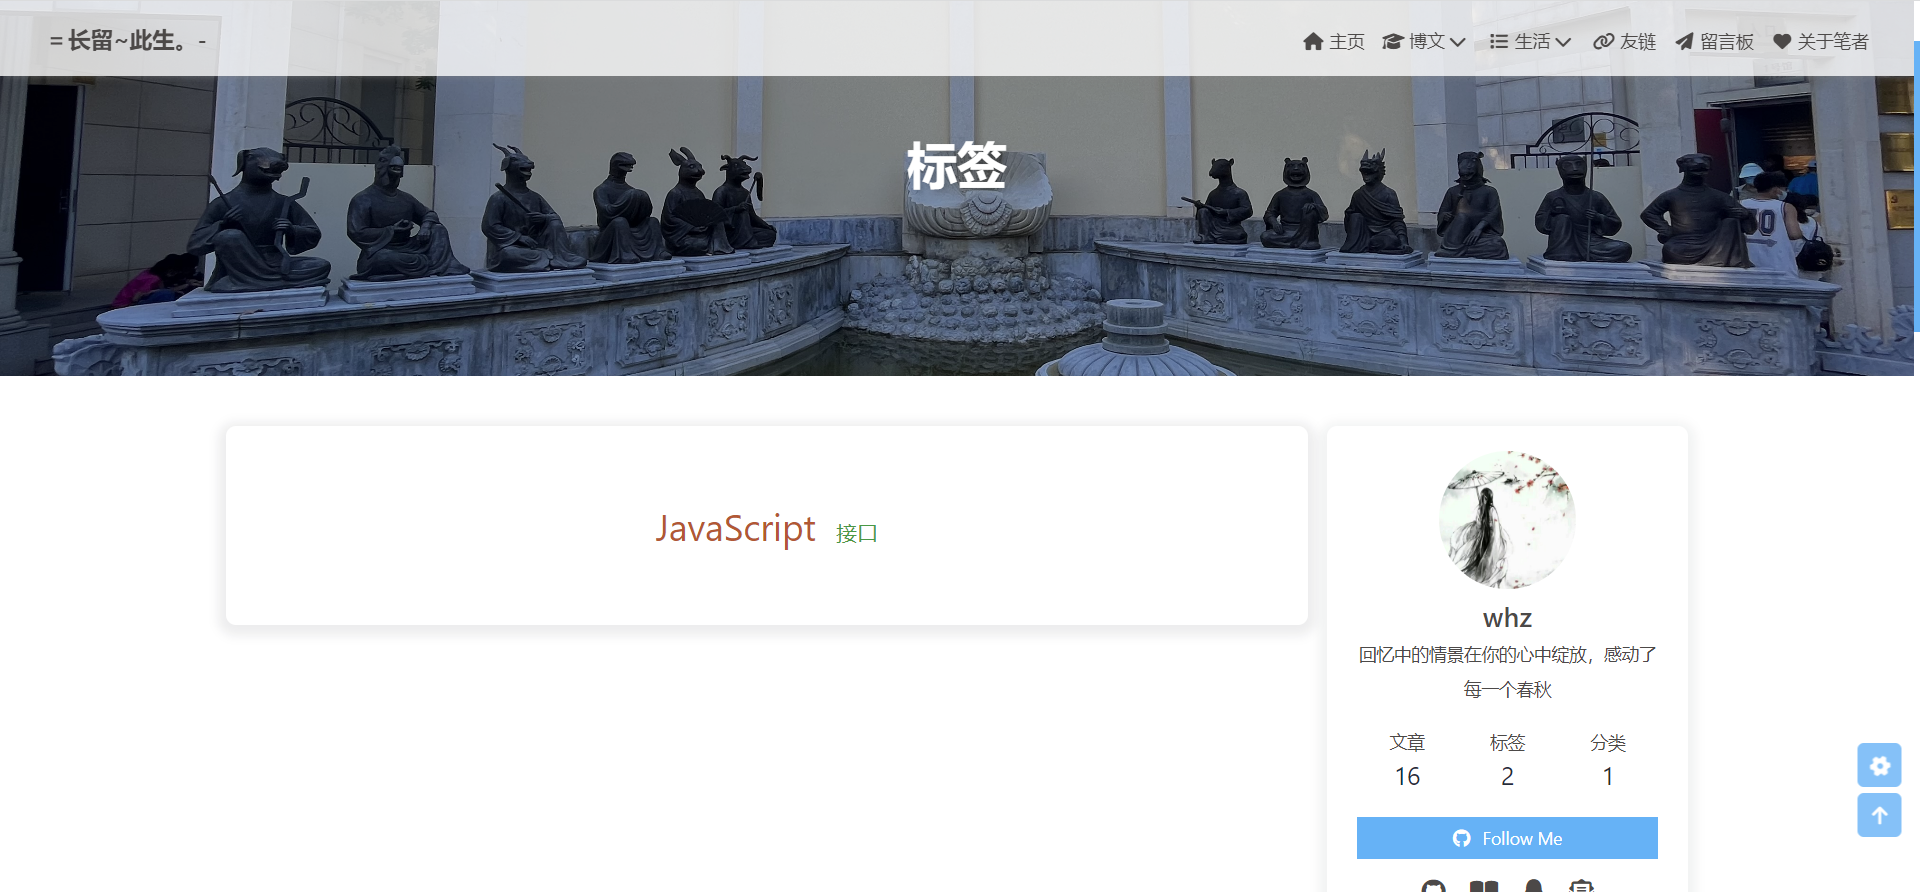 = 长留~此生。-
主页 博文 生活 友链 留言板 关于笔者
标签
JavaScript 接口
whz
回忆中的情景在你的心中绽放，感动了
每一个春秋
文章 标签 分类
16 2 1
Follow Me